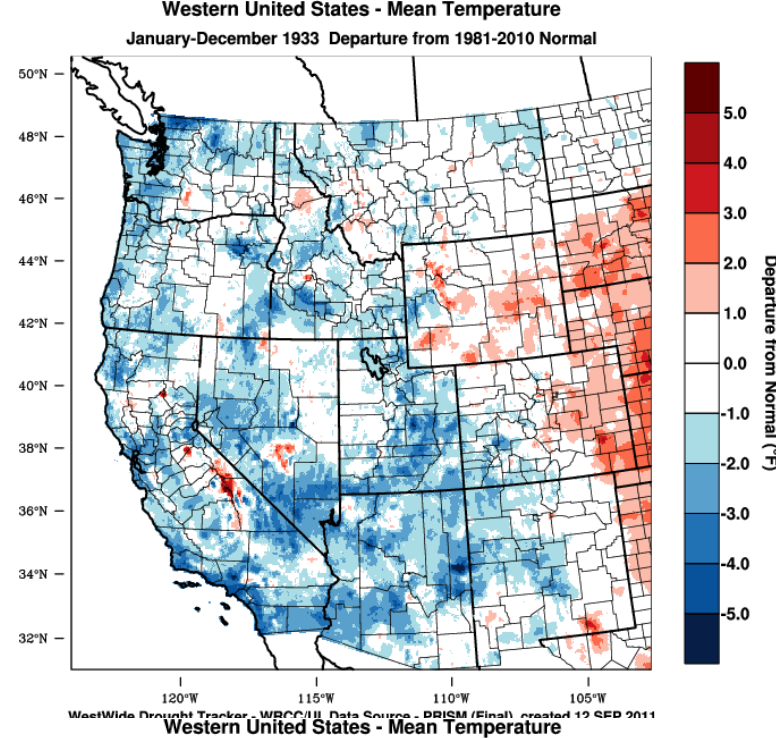 Western United States - Mean Temperature
January-December 1933 Departure from 1981-2010 Normal
50°N
48°N
46°N
44°N
42°N
40°N
38°N
36°N
34°N
32°N
120°W
115°W
110°W
105°W
5.0
4.0
3.0
2.0
1.0
0.0
-1.0
-2.0
-3.0
-4.0
-5.0
Departure from Normal (°F)
WestWide Drought Tracker - WRCC/UI Data Source - PRISM (Final), created 12 SEP 2011
Western United States - Mean Temperature